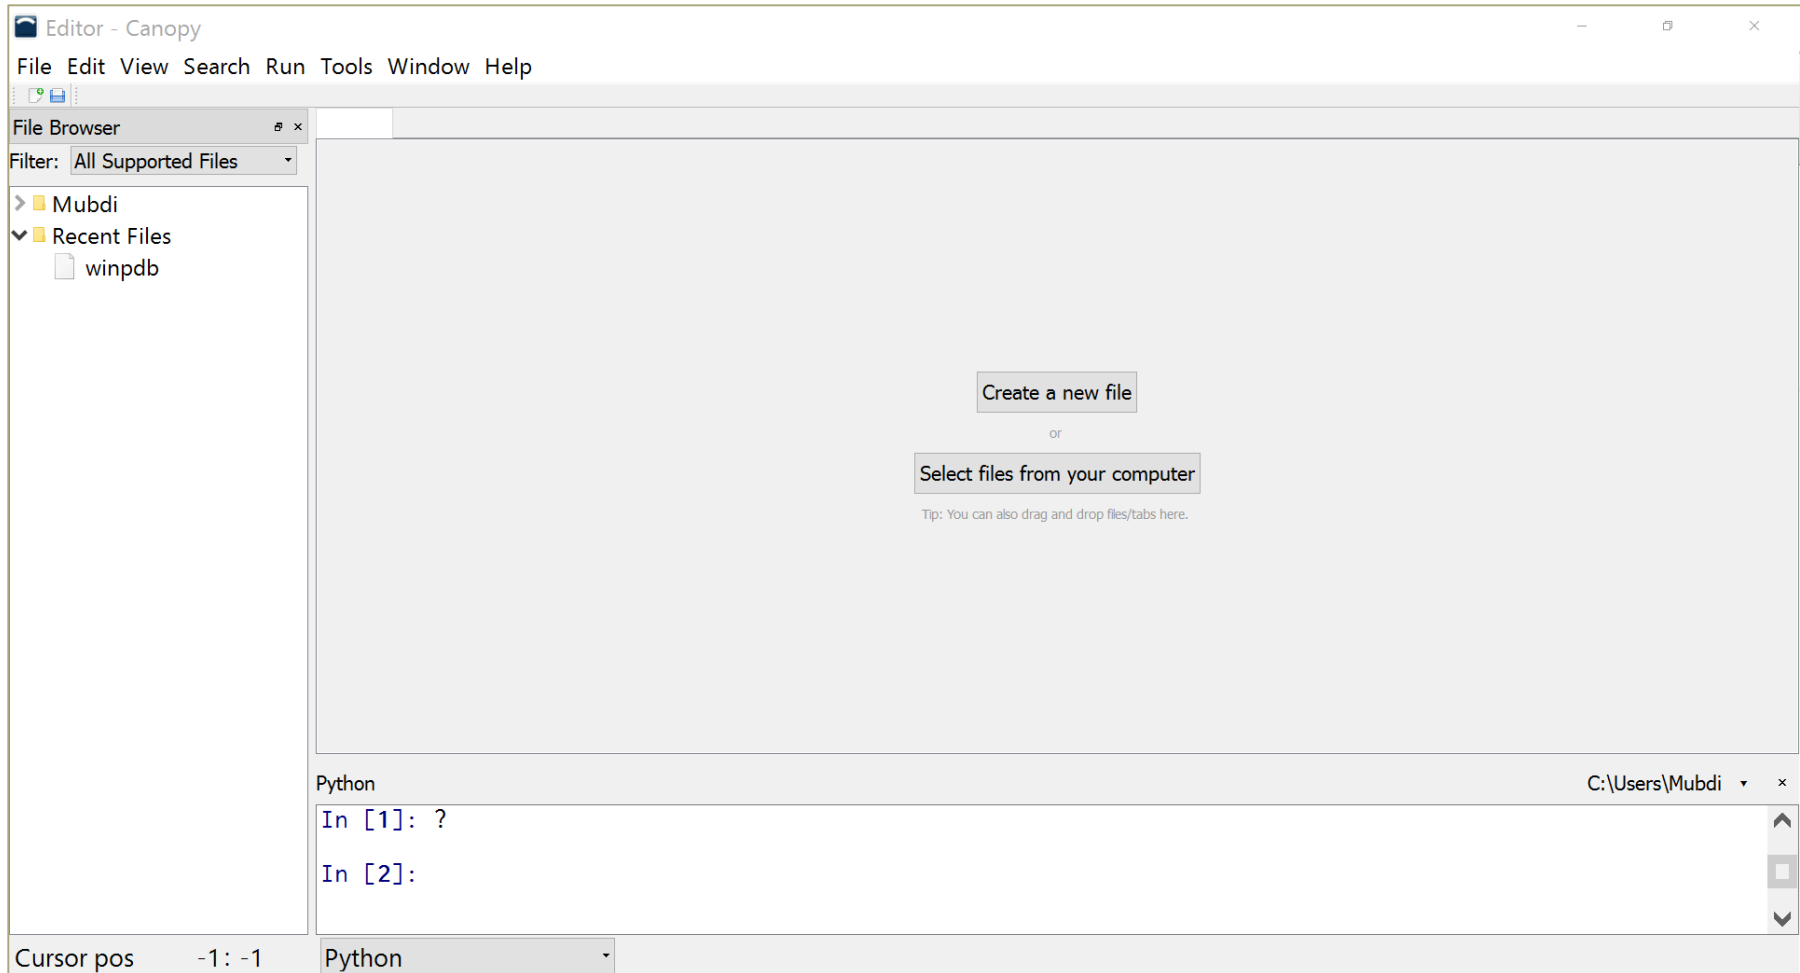 Editor - Canopy
File Edit View Search Run Tools Window Help
File Browser
Filter: All Supported Files
Mubdi
Recent Files
winpdb
Create a new file
or
Select files from your computer
Tip: You can also drag and drop files/tabs here.
Python C:\Users\Mubdi
In [1]: ?
In [2]:
Cursor pos -1: -1 Python